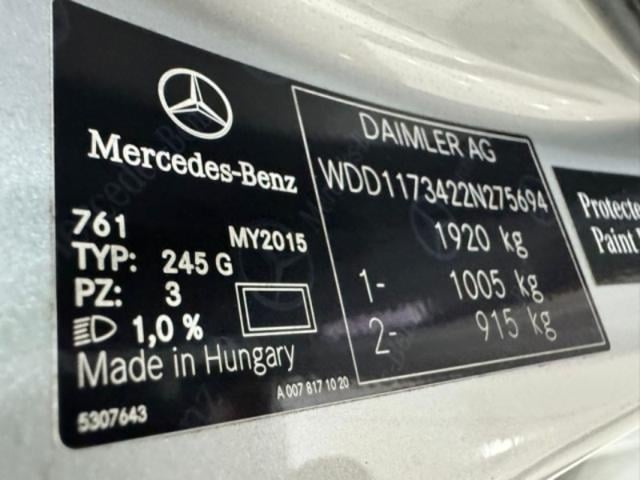 Mercedes-Benz
761 MY2015
TYP: 245 G
PZ: 3
1,0 %
Made in Hungary
5307643
A 007 817 10 20
DAIMLER AG
WDD1173422N275694
1920 kg
1- 1005 kg
2- 915 kg
Protecte
Paint